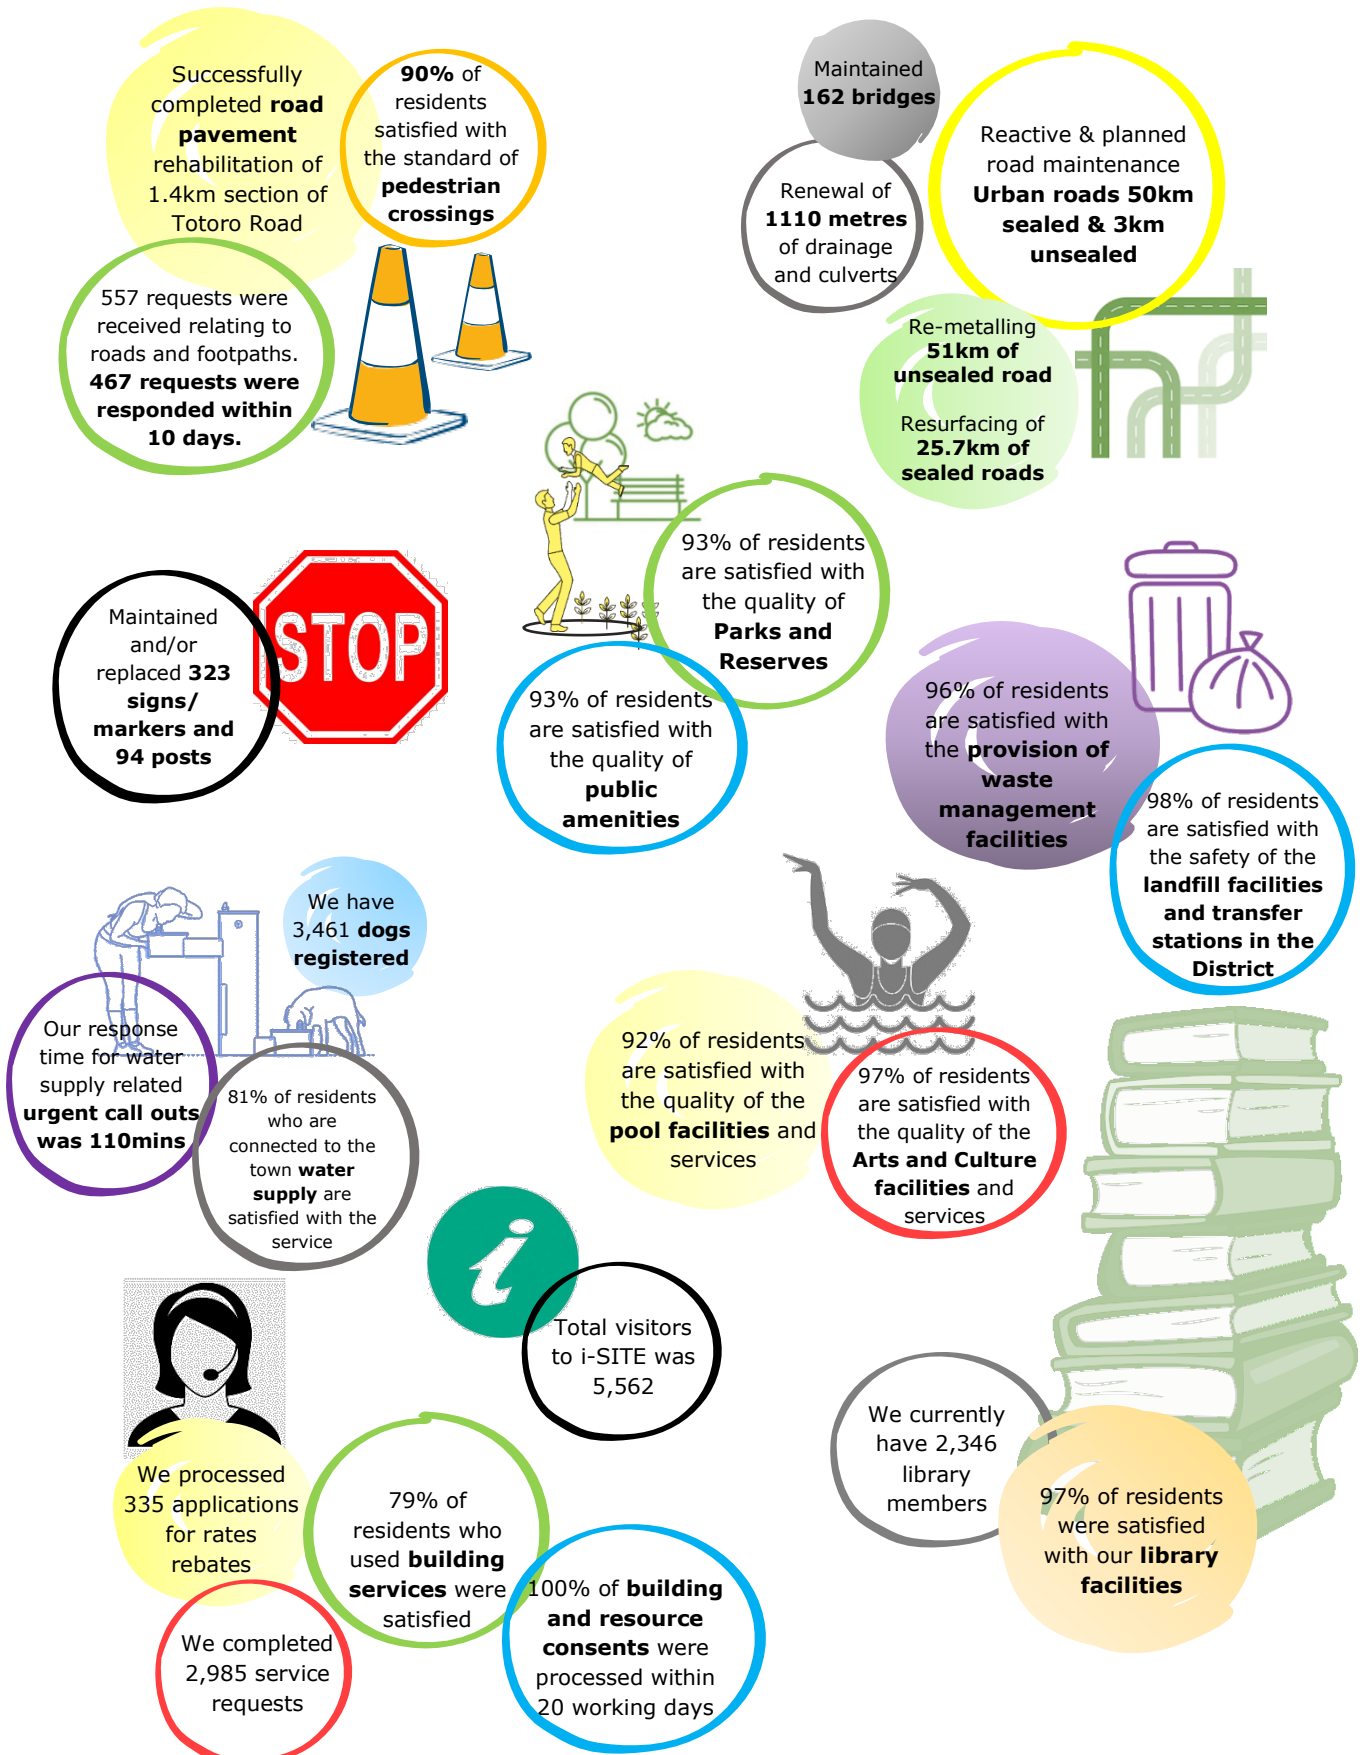 Successfully
completed road
pavement
rehabilitation of
1.4km section of
Totoro Road
90% of
residents
satisfied with
the standard of
pedestrian
crossings
557 requests were
received relating to
roads and footpaths.
467 requests were
responded within
10 days.
Maintained
162 bridges
Renewal of
1110 metres
of drainage
and culverts
Reactive & planned
road maintenance
Urban roads 50km
sealed & 3km
unsealed
Re-metalling
51km of
unsealed road
Resurfacing of
25.7km of
sealed roads
Maintained
and/or
replaced 323
signs/
markers and
94 posts
STOP
93% of residents
are satisfied with
the quality of
Parks and
Reserves
93% of residents
are satisfied with
the quality of
public
amenities
96% of residents
are satisfied with
the provision of
waste
management
facilities
98% of residents
are satisfied with
the safety of the
landfill facilities
and transfer
stations in the
District
We have
3,461 dogs
registered
Our response
time for water
supply related
urgent call outs
was 110mins
81% of residents
who are
connected to the
town water
supply are
satisfied with the
service
92% of residents
are satisfied with
the quality of the
pool facilities and
services
97% of residents
are satisfied with
the quality of the
Arts and Culture
facilities and
services
i
Total visitors
to i-SITE was
5,562
We processed
335 applications
for rates
rebates
79% of
residents who
used building
services were
satisfied
100% of building
and resource
consents were
processed within
20 working days
We completed
2,985 service
requests
We currently
have 2,346
library
members
97% of residents
were satisfied
with our library
facilities